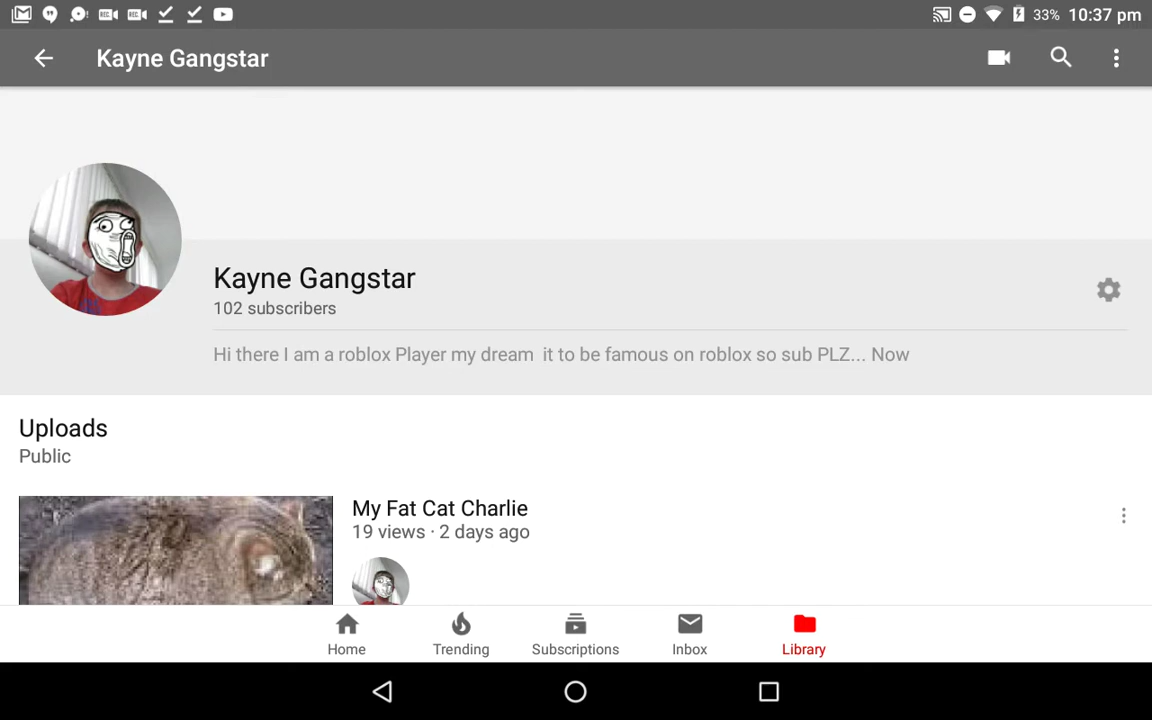 33% 10:37 pm
Kayne Gangstar
Kayne Gangstar
102 subscribers
Hi there I am a roblox Player my dream  it to be famous on roblox so sub PLZ... Now
Uploads
Public
My Fat Cat Charlie
19 views · 2 days ago
Home Trending Subscriptions Inbox Library